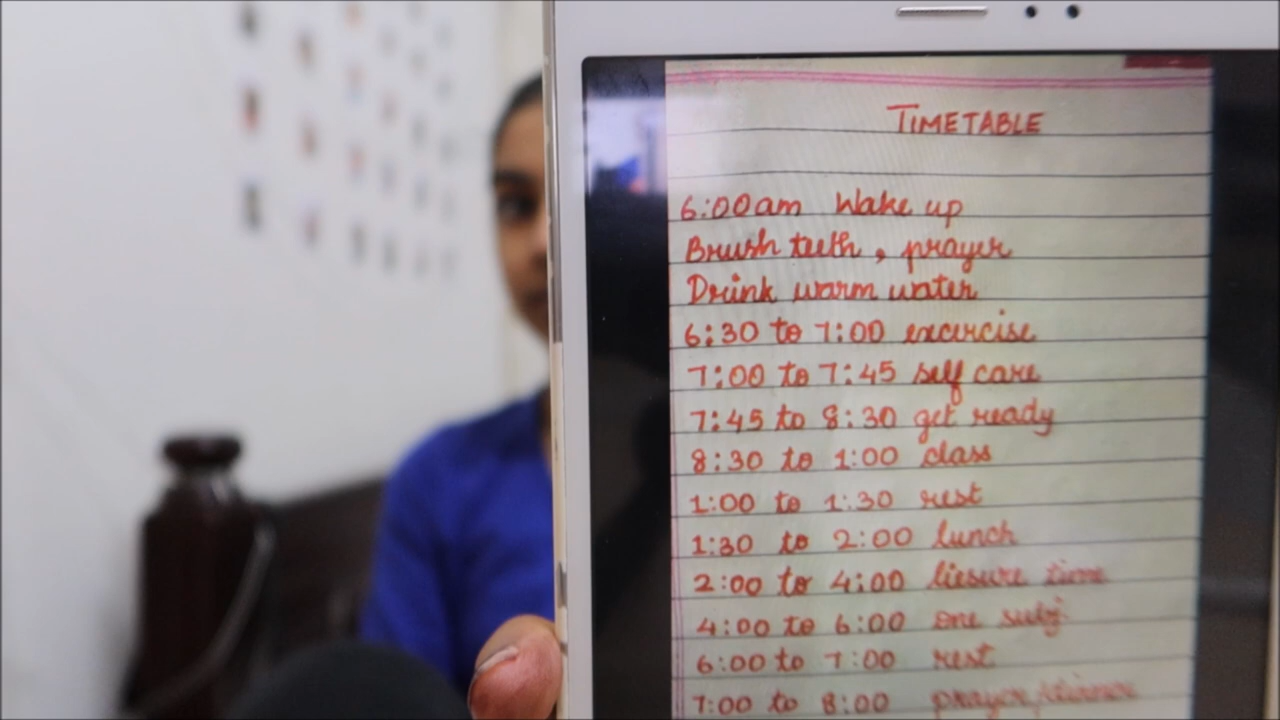 TIMETABLE
6:00am Wake up
Brush teeth, prayer
Drink warm water
6:30 to 7:00 excercise
7:00 to 7:45 self care
7:45 to 8:30 get ready
8:30 to 1:00 class
1:00 to 1:30 rest
1:30 to 2:00 lunch
2:00 to 4:00 liesure time
4:00 to 6:00 one subj.
6:00 to 7:00 rest
7:00 to 8:00 prayer/dinner